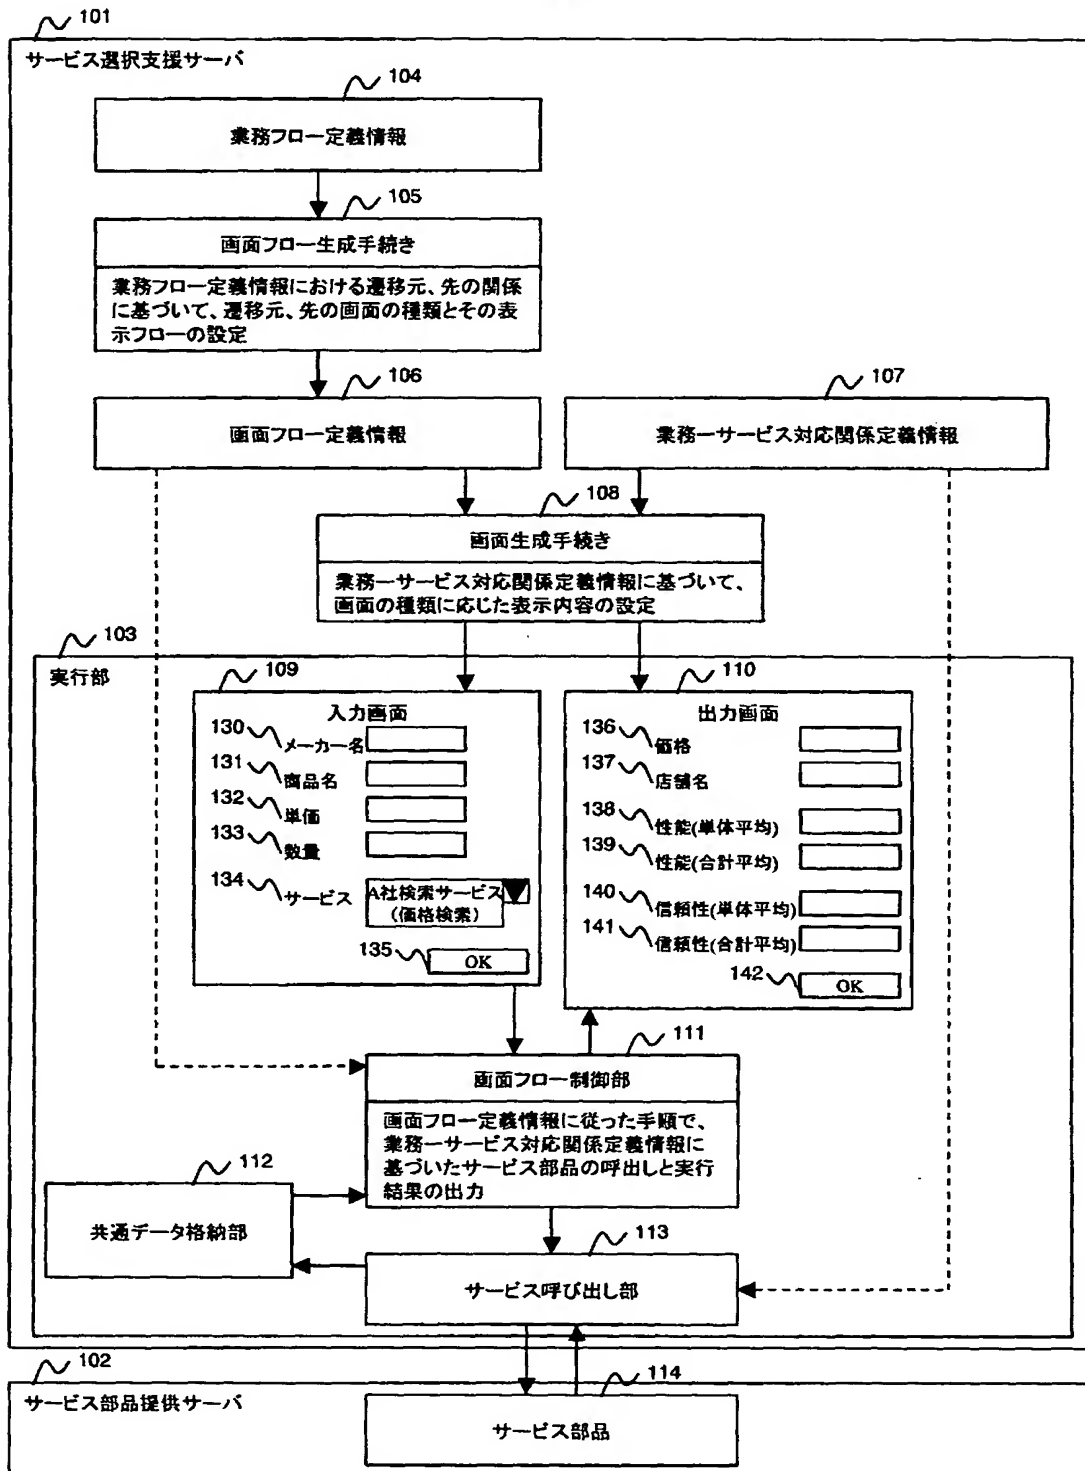 101
サービス選択支援サーバ
104
業務フロー定義情報
105
画面フロー生成手続き
業務フロー定義情報における遷移元、先の関係
に基づいて、遷移元、先の画面の種類とその表
示フローの設定
106
画面フロー定義情報
107
業務ーサービス対応関係定義情報
108
画面生成手続き
業務ーサービス対応関係定義情報に基づいて、
画面の種類に応じた表示内容の設定
103
実行部
109
入力画面
130
メーカー名
131
商品名
132
単価
133
数量
134
サービス
A社検索サービス
(価格検索)
135
OK
110
出力画面
136
価格
137
店舗名
138
性能(単体平均)
139
性能(合計平均)
140
信頼性(単体平均)
141
信頼性(合計平均)
142
OK
111
画面フロー制御部
画面フロー定義情報に従った手順で、
業務ーサービス対応関係定義情報に
基づいたサービス部品の呼出しと実行
結果の出力
112
共通データ格納部
113
サービス呼び出し部
102
サービス部品提供サーバ
114
サービス部品